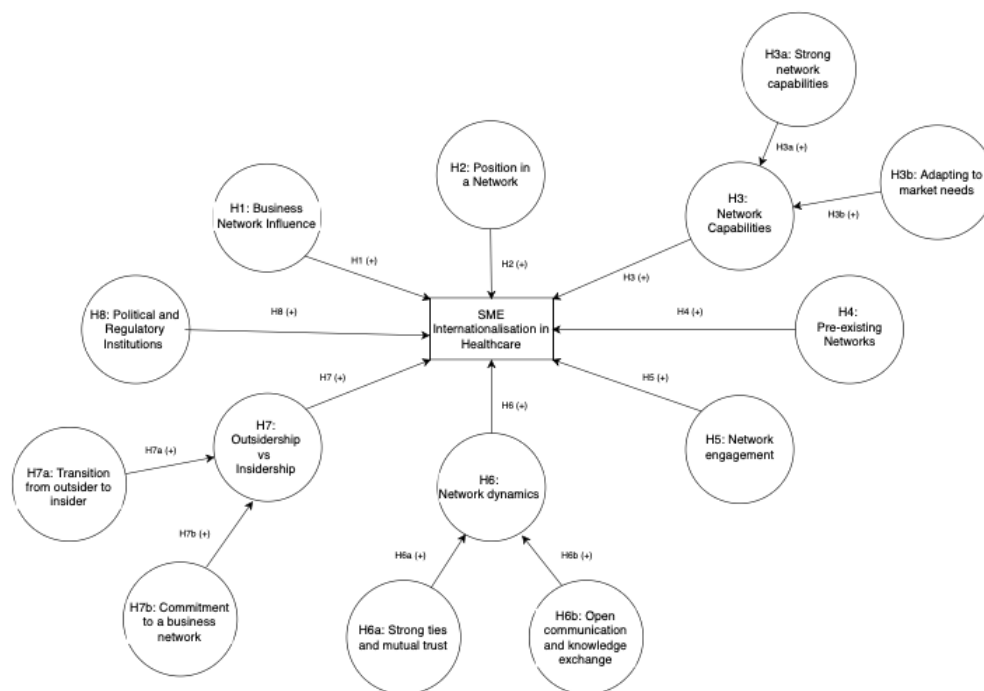 H3a: Strong
network
capabilities
H3a (+)
H2: Position in
a Network
H3b: Adapting to
market needs
H3b (+)
H1: Business
Network Influence
H3:
Network
Capabilities
H1 (+)
H2 (+)
H3 (+)
H8: Political and
Regulatory
Institutions
H8 (+)
SME
Internationalisation in
Healthcare
H4 (+)
H4:
Pre-existing
Networks
H7 (+)
H5 (+)
H6 (+)
H7:
Outsidership
vs
Insidership
H5: Network
engagement
H7a (+)
H7a: Transition
from outsider to
insider
H6:
Network dynamics
H7b (+)
H6a (+)
H6b (+)
H7b: Commitment
to a business
network
H6a: Strong ties
and mutual trust
H6b: Open
communication
and knowledge
exchange